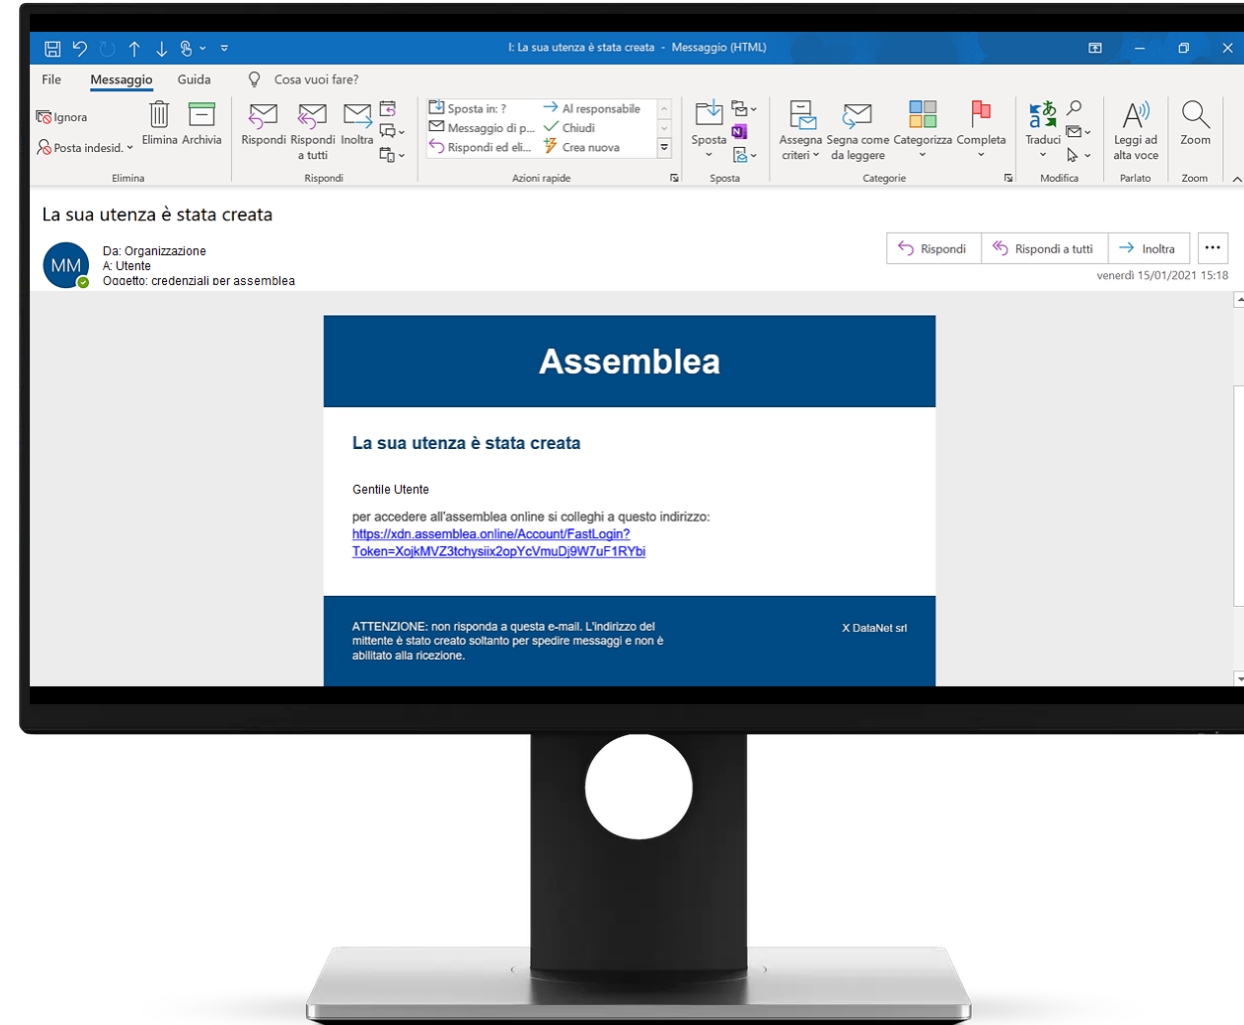 I: La sua utenza è stata creata - Messaggio (HTML)
File Messaggio Guida Cosa vuoi fare?
Ignora
Posta indesid.
Elimina Archivia
Elimina
Rispondi Rispondi a tutti Inoltra
Rispondi
Sposta in: ? Al responsabile
Messaggio di p... Chiudi
Rispondi ed eli... Crea nuova
Azioni rapide
Sposta
Sposta
Assegna criteri Segna come da leggere Categorizza Completa
Categorie
Traduci
Modifica
Leggi ad alta voce
Parlato
Zoom
Zoom
La sua utenza è stata creata
MM
Da: Organizzazione
A: Utente
Oggetto: credenziali per assemblea
Rispondi Rispondi a tutti Inoltra
venerdì 15/01/2021 15:18
Assemblea
La sua utenza è stata creata
Gentile Utente
per accedere all'assemblea online si colleghi a questo indirizzo:
https://xdn.assemblea.online/Account/FastLogin?
Token=XojkMVZ3tchysiix2opYcVmuDj9W7uF1RYbi
ATTENZIONE: non risponda a questa e-mail. L'indirizzo del
mittente è stato creato soltanto per spedire messaggi e non è
abilitato alla ricezione.
X DataNet srl